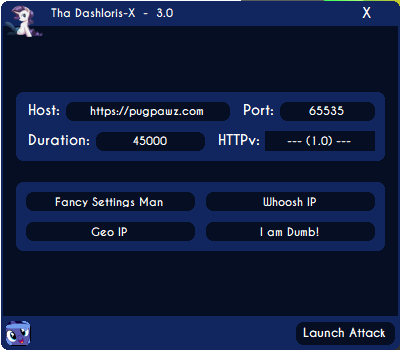 Tha Dashloris-X - 3.0 X
Host: https://pugpawz.com Port: 65535
Duration: 45000 HTTPv: --- (1.0) ---
Fancy Settings Man Whoosh IP
Geo IP I am Dumb!
Launch Attack